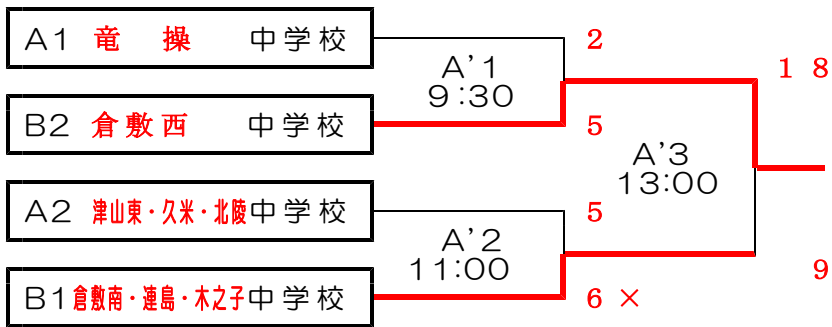 A1 竜 操 中学校
2
A'1
9:30
1 8
B2 倉敷西 中学校
5
A'3
13:00
A2 津山東・久米・北陵中学校
5
A'2
11:00
9
B1倉敷南・連島・木之子中学校
6 ×